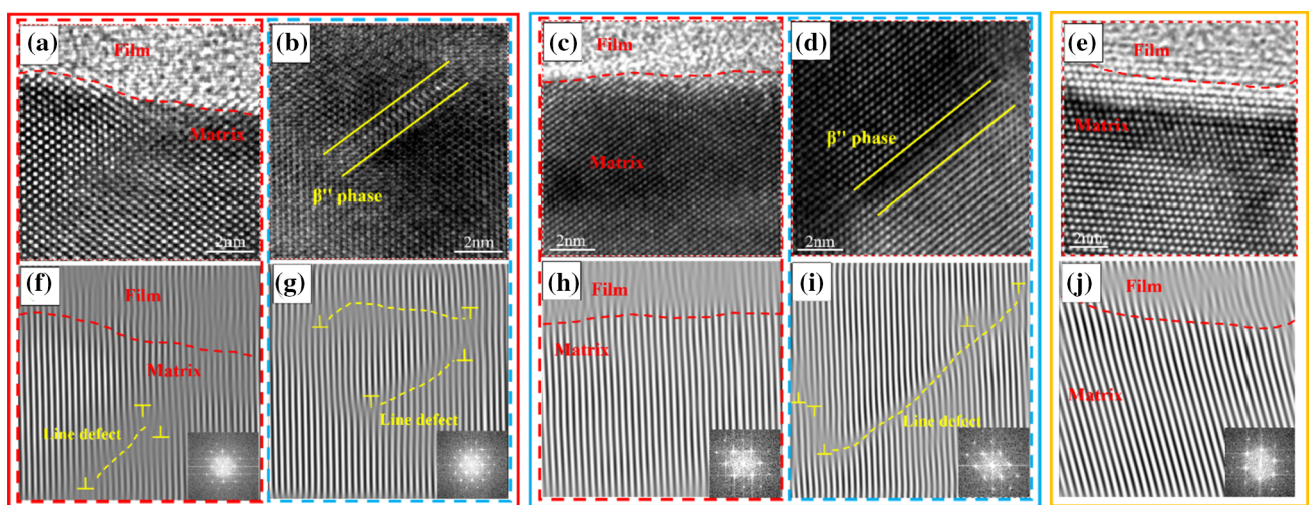 (a)
Film
Matrix
2nm
(b)
β'' phase
2nm
(c)
Film
Matrix
2nm
(d)
β'' phase
2nm
(e)
Film
Matrix
2nm
(f)
Film
Matrix
Line defect
(g)
Line defect
(h)
Film
Matrix
(i)
Line defect
(j)
Film
Matrix